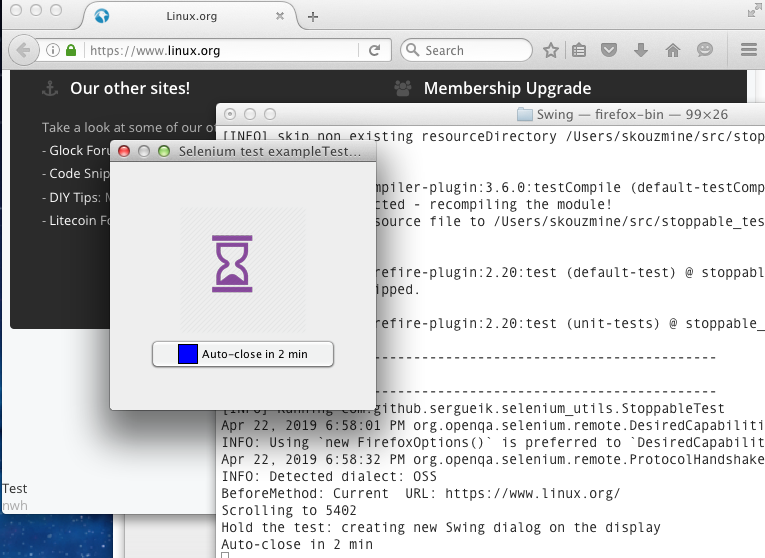 Linux.org
https://www.linux.org
Search
Our other sites!
Membership Upgrade
Take a look at some of our of
- Glock Foru
- Code Snip
- DIY Tips: M
- Litecoin Fo
Swing — firefox-bin — 99×26
[INFO] skip non existing resourceDirectory /Users/skouzmine/src/stop
mpiler-plugin:3.6.0:testCompile (default-testComp
cted - recompiling the module!
ource file to /Users/skouzmine/src/stoppable_tes
refire-plugin:2.20:test (default-test) @ stoppabl
ipped.
refire-plugin:2.20:test (unit-tests) @ stoppable_
Selenium test exampleTest...
Auto-close in 2 min
[INFO] Running com.github.sergueik.selenium_utils.StoppableTest
Apr 22, 2019 6:58:01 PM org.openqa.selenium.remote.DesiredCapabiliti
INFO: Using `new FirefoxOptions()` is preferred to `DesiredCapabilit
Apr 22, 2019 6:58:32 PM org.openqa.selenium.remote.ProtocolHandshake
INFO: Detected dialect: OSS
BeforeMethod: Current  URL: https://www.linux.org/
Scrolling to 5402
Hold the test: creating new Swing dialog on the display
Auto-close in 2 min
Test
nwh